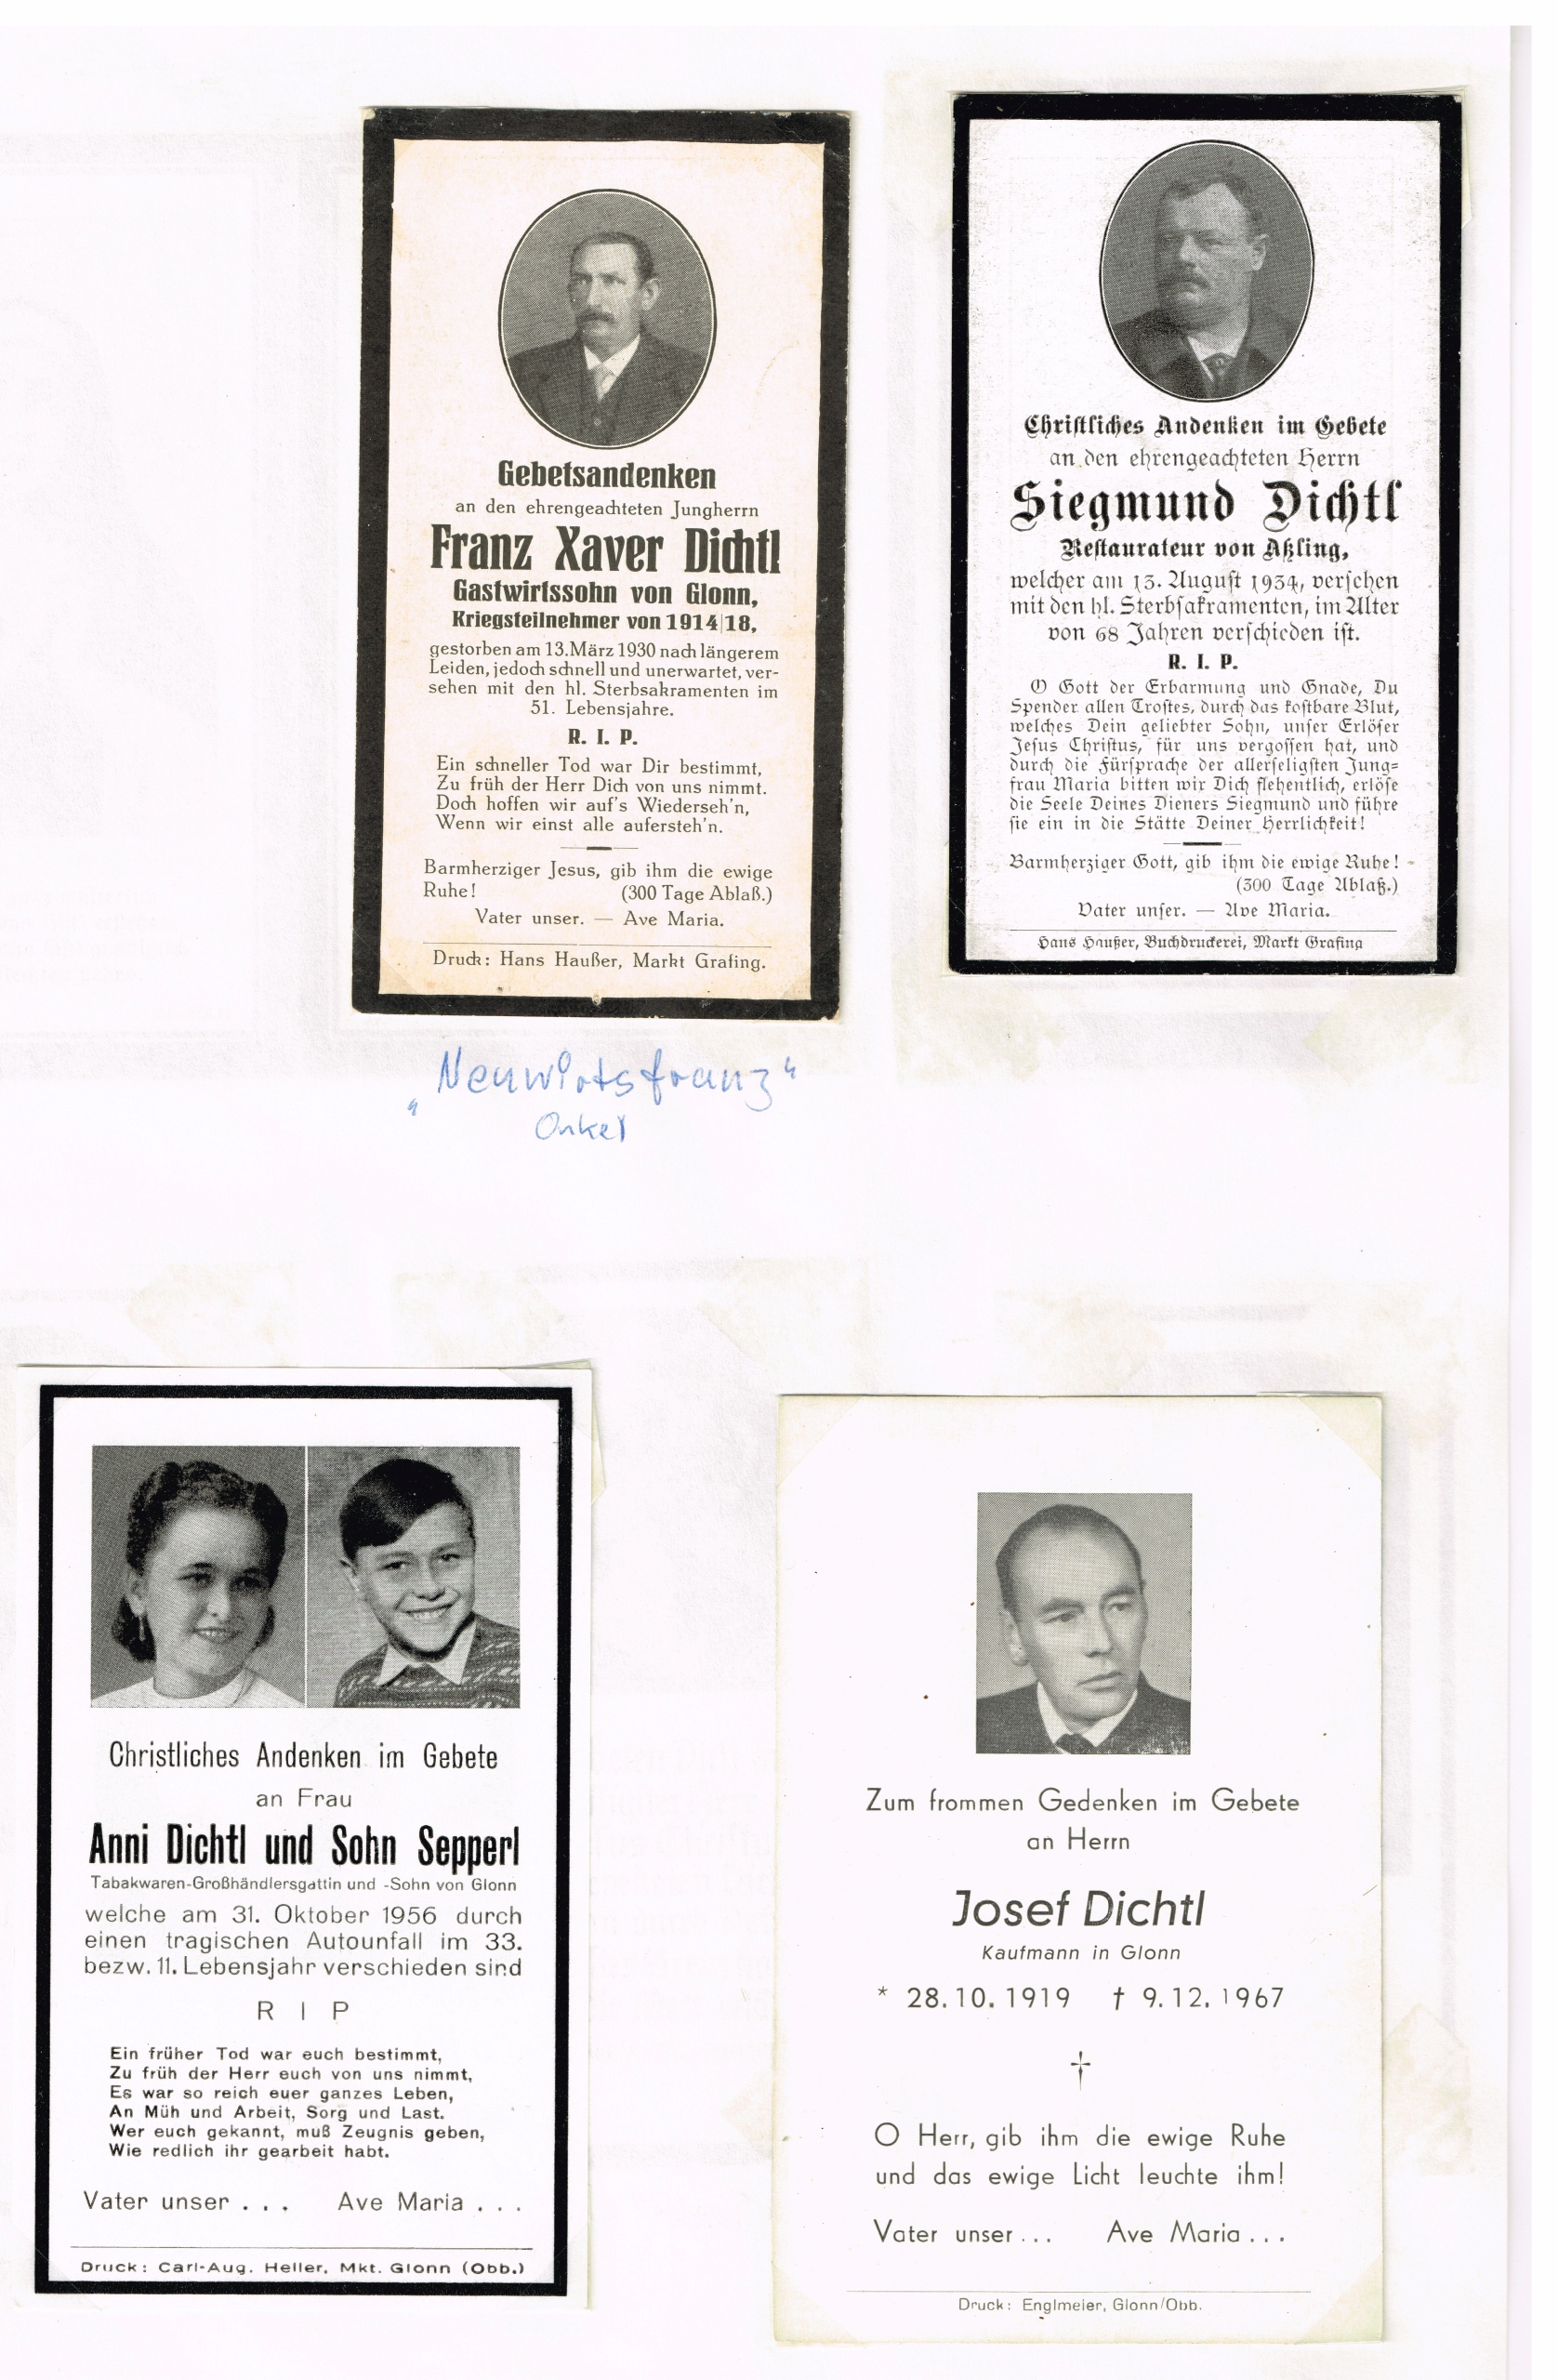 Gebetsandenken
an den ehrengeachteten Jungherrn
Franz Xaver Dichtl
Gastwirtssohn von Glonn,
Kriegsteilnehmer von 1914|18,
gestorben am 13. März 1930 nach längerem
Leiden, jedoch schnell und unerwartet, ver-
sehen mit den hl. Sterbsakramenten im
51. Lebensjahre.
R. I. P.
Ein schneller Tod war Dir bestimmt,
Zu früh der Herr Dich von uns nimmt.
Doch hoffen wir auf's Wiederseh'n,
Wenn wir einst alle aufersteh'n.
Barmherziger Jesus, gib ihm die ewige
Ruhe! (300 Tage Ablaß.)
Vater unser. — Ave Maria.
Druck: Hans Haußer, Markt Grafing.
„Neuwirtsfranz“
Onkel
Christliches Andenken im Gebete
an den ehrengeachteten Herrn
Siegmund Dichtl
Restaurateur von Aßling,
welcher am 13. August 1934, versehen
mit den hl. Sterbsakramenten, im Alter
von 68 Jahren verschieden ist.
R. I. P.
O Gott der Erbarmung und Gnade, Du
Spender allen Trostes, durch das kostbare Blut,
welches Dein geliebter Sohn, unser Erlöser
Jesus Christus, für uns vergossen hat, und
durch die Fürsprache der allerseligsten Jung-
frau Maria bitten wir Dich flehentlich, erlöse
die Seele Deines Dieners Siegmund und führe
sie ein in die Stätte Deiner Herrlichkeit!
Barmherziger Gott, gib ihm die ewige Ruhe!
(300 Tage Ablaß.)
Vater unser. — Ave Maria.
Hans Haußer, Buchdruckerei, Markt Grafing
Christliches Andenken im Gebete
an Frau
Anni Dichtl und Sohn Sepperl
Tabakwaren-Großhändlersgattin und -Sohn von Glonn
welche am 31. Oktober 1956 durch
einen tragischen Autounfall im 33.
bezw. 11. Lebensjahr verschieden sind
R I P
Ein früher Tod war euch bestimmt,
Zu früh der Herr euch von uns nimmt,
Es war so reich euer ganzes Leben,
An Müh und Arbeit, Sorg und Last.
Wer euch gekannt, muß Zeugnis geben,
Wie redlich ihr gearbeit habt.
Vater unser . . . Ave Maria . . .
Druck: Carl-Aug. Heller, Mkt. Glonn (Obb.)
Zum frommen Gedenken im Gebete
an Herrn
Josef Dichtl
Kaufmann in Glonn
* 28.10.1919 † 9.12.1967
†
O Herr, gib ihm die ewige Ruhe
und das ewige Licht leuchte ihm!
Vater unser . . . Ave Maria . . .
Druck: Englmeier, Glonn/Obb.